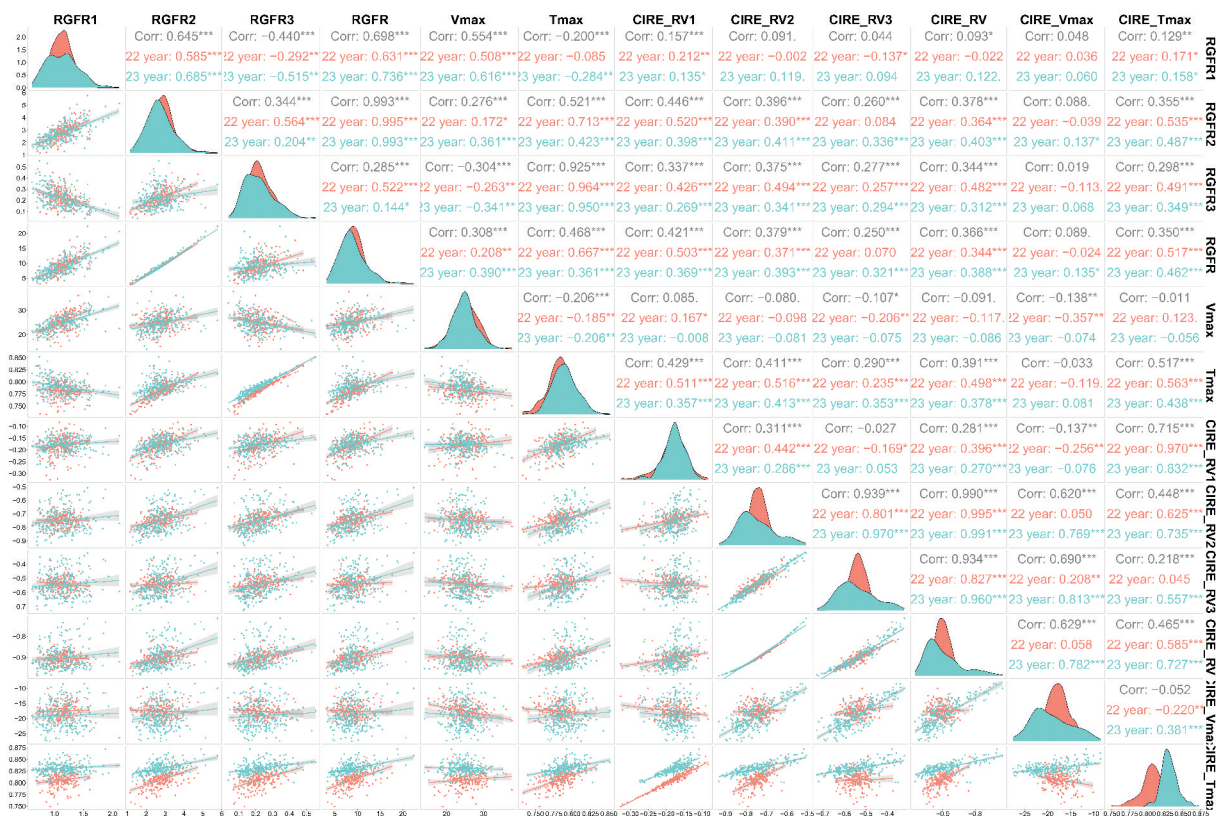 RGFR1 RGFR2 RGFR3 RGFR Vmax Tmax CIRE_RV1 CIRE_RV2 CIRE_RV3 CIRE_RV CIRE_Vmax CIRE_Tmax
2.0 Corr: 0.645*** Corr: −0.440*** Corr: 0.698*** Corr: 0.554*** Corr: −0.200*** Corr: 0.157*** Corr: 0.091. Corr: 0.044 Corr: 0.093* Corr: 0.048 Corr: 0.129** RGFR1
1.5 22 year: 0.585*** 22 year: −0.292** 22 year: 0.631*** 22 year: 0.508*** 22 year: −0.085 22 year: 0.212** 22 year: −0.002 22 year: −0.137* 22 year: −0.022 22 year: 0.036 22 year: 0.171*
1.0 23 year: 0.685*** 23 year: −0.515** 23 year: 0.736*** 23 year: 0.616*** 23 year: −0.284** 23 year: 0.135* 23 year: 0.119. 23 year: 0.094 23 year: 0.122. 23 year: 0.060 23 year: 0.158*
0.5
0.0
Corr: 0.344*** Corr: 0.993*** Corr: 0.276*** Corr: 0.521*** Corr: 0.446*** Corr: 0.396*** Corr: 0.260*** Corr: 0.378*** Corr: 0.088. Corr: 0.355*** RGFR2
22 year: 0.564*** 22 year: 0.995*** 22 year: 0.172* 22 year: 0.713*** 22 year: 0.520*** 22 year: 0.390*** 22 year: 0.084 22 year: 0.364*** 22 year: −0.039 22 year: 0.535***
23 year: 0.204** 23 year: 0.993*** 23 year: 0.361*** 23 year: 0.423*** 23 year: 0.398** 23 year: 0.411*** 23 year: 0.336*** 23 year: 0.403** 23 year: 0.137* 23 year: 0.487***
Corr: 0.285*** Corr: −0.304*** Corr: 0.925*** Corr: 0.337*** Corr: 0.375*** Corr: 0.277*** Corr: 0.344*** Corr: 0.019 Corr: 0.298*** RGFR3
22 year: 0.522*** 22 year: −0.263** 22 year: 0.964*** 22 year: 0.426*** 22 year: 0.494*** 22 year: 0.257*** 22 year: 0.482*** 22 year: −0.113. 22 year: 0.491***
23 year: 0.144* 23 year: −0.341** 23 year: 0.950*** 23 year: 0.269*** 23 year: 0.341*** 23 year: 0.294*** 23 year: 0.312*** 23 year: 0.068 23 year: 0.349***
Corr: 0.308*** Corr: 0.468*** Corr: 0.421*** Corr: 0.379*** Corr: 0.250*** Corr: 0.366*** Corr: 0.089. Corr: 0.350*** RGFR
22 year: 0.208** 22 year: 0.667*** 22 year: 0.503*** 22 year: 0.371*** 22 year: 0.070 22 year: 0.344*** 22 year: −0.024 22 year: 0.517***
23 year: 0.390*** 23 year: 0.361*** 23 year: 0.369*** 23 year: 0.393*** 23 year: 0.321*** 23 year: 0.388*** 23 year: 0.135* 23 year: 0.462***
Corr: −0.206*** Corr: 0.085. Corr: −0.080. Corr: −0.107* Corr: −0.091. Corr: −0.138** Corr: −0.011 Vmax
22 year: −0.185** 22 year: 0.167* 22 year: −0.098 22 year: −0.206** 22 year: −0.117. 22 year: −0.357** 22 year: 0.123.
23 year: −0.206** 23 year: −0.008 23 year: −0.081 23 year: −0.075 23 year: −0.086 23 year: −0.074 23 year: −0.056
Corr: 0.429*** Corr: 0.411*** Corr: 0.290*** Corr: 0.391*** Corr: −0.033 Corr: 0.517*** Tmax
22 year: 0.511*** 22 year: 0.516*** 22 year: 0.235*** 22 year: 0.498*** 22 year: −0.119. 22 year: 0.563***
23 year: 0.357*** 23 year: 0.413*** 23 year: 0.353*** 23 year: 0.378*** 23 year: 0.081 23 year: 0.438***
Corr: 0.311*** Corr: −0.027 Corr: 0.281*** Corr: −0.137** Corr: 0.715*** CIRE_RV1
22 year: 0.442*** 22 year: −0.169* 22 year: 0.396*** 22 year: −0.256** 22 year: 0.970***
23 year: 0.286*** 23 year: 0.053 23 year: 0.270*** 23 year: −0.076 23 year: 0.832***
Corr: 0.939*** Corr: 0.990*** Corr: 0.620*** Corr: 0.448*** CIRE_RV2
22 year: 0.801*** 22 year: 0.995*** 22 year: 0.050 22 year: 0.625***
23 year: 0.970*** 23 year: 0.991*** 23 year: 0.769*** 23 year: 0.735***
Corr: 0.934*** Corr: 0.690*** Corr: 0.218*** CIRE_RV3
22 year: 0.827*** 22 year: 0.208** 22 year: 0.045
23 year: 0.960*** 23 year: 0.813*** 23 year: 0.557***
Corr: 0.629*** Corr: 0.465*** CIRE_RV
22 year: 0.058 22 year: 0.585***
23 year: 0.782*** 23 year: 0.727***
Corr: −0.052
22 year: −0.220**
23 year: 0.381***